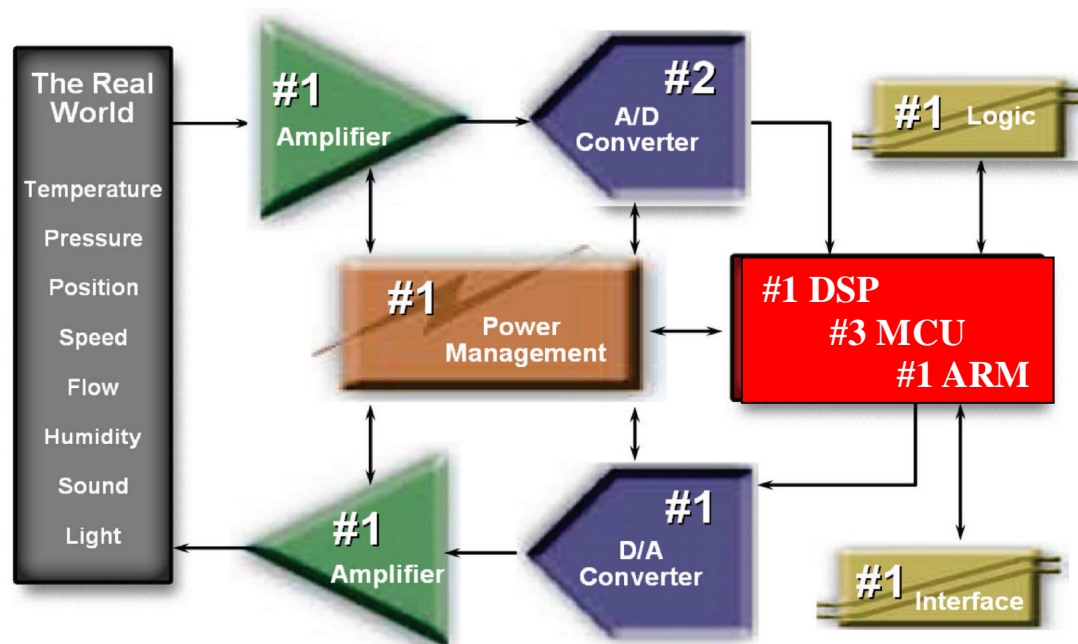 The Real
World
Temperature
Pressure
Position
Speed
Flow
Humidity
Sound
Light
#1
Amplifier
#2
A/D
Converter
#1 Logic
#1
Power
Management
#1 DSP
#3 MCU
#1 ARM
#1
Amplifier
#1
D/A
Converter
#1
Interface